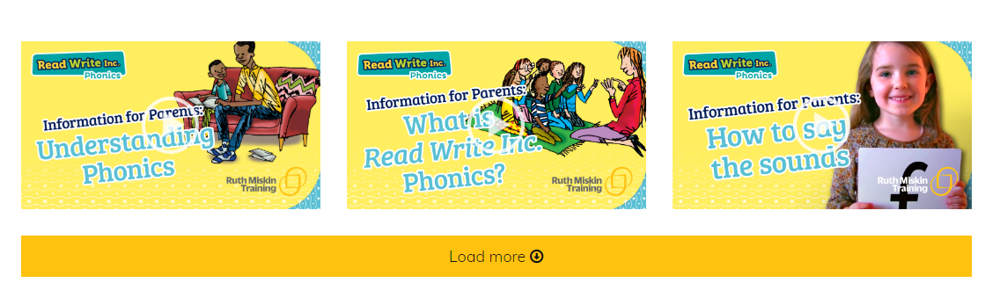 Read Write Inc.
Phonics
Information for Parents:
Understanding
Phonics
Ruth Miskin
Training
Read Write Inc.
Phonics
Information for Parents:
What is
Read Write Inc.
Phonics?
Ruth Miskin
Training
Read Write Inc.
Phonics
Information for Parents:
How to say
the sounds
f
Ruth Miskin
Training
Load more